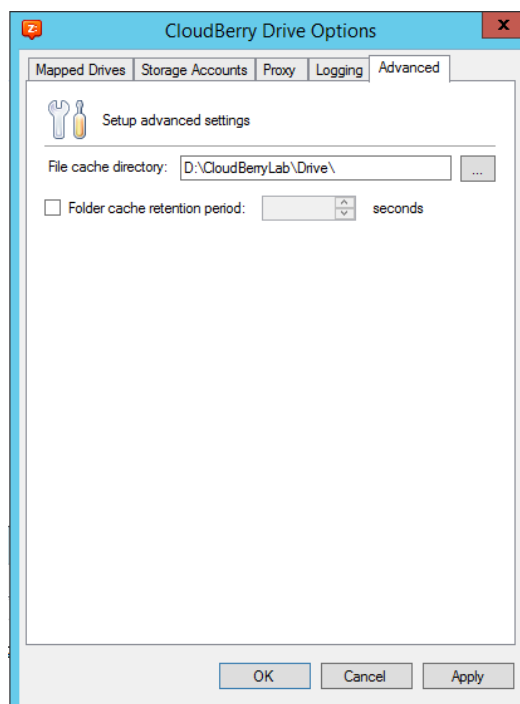 Z:
CloudBerry Drive Options
x
Mapped Drives Storage Accounts Proxy Logging Advanced
Setup advanced settings
File cache directory: D:\CloudBerryLab\Drive\ ...
Folder cache retention period: seconds
OK Cancel Apply